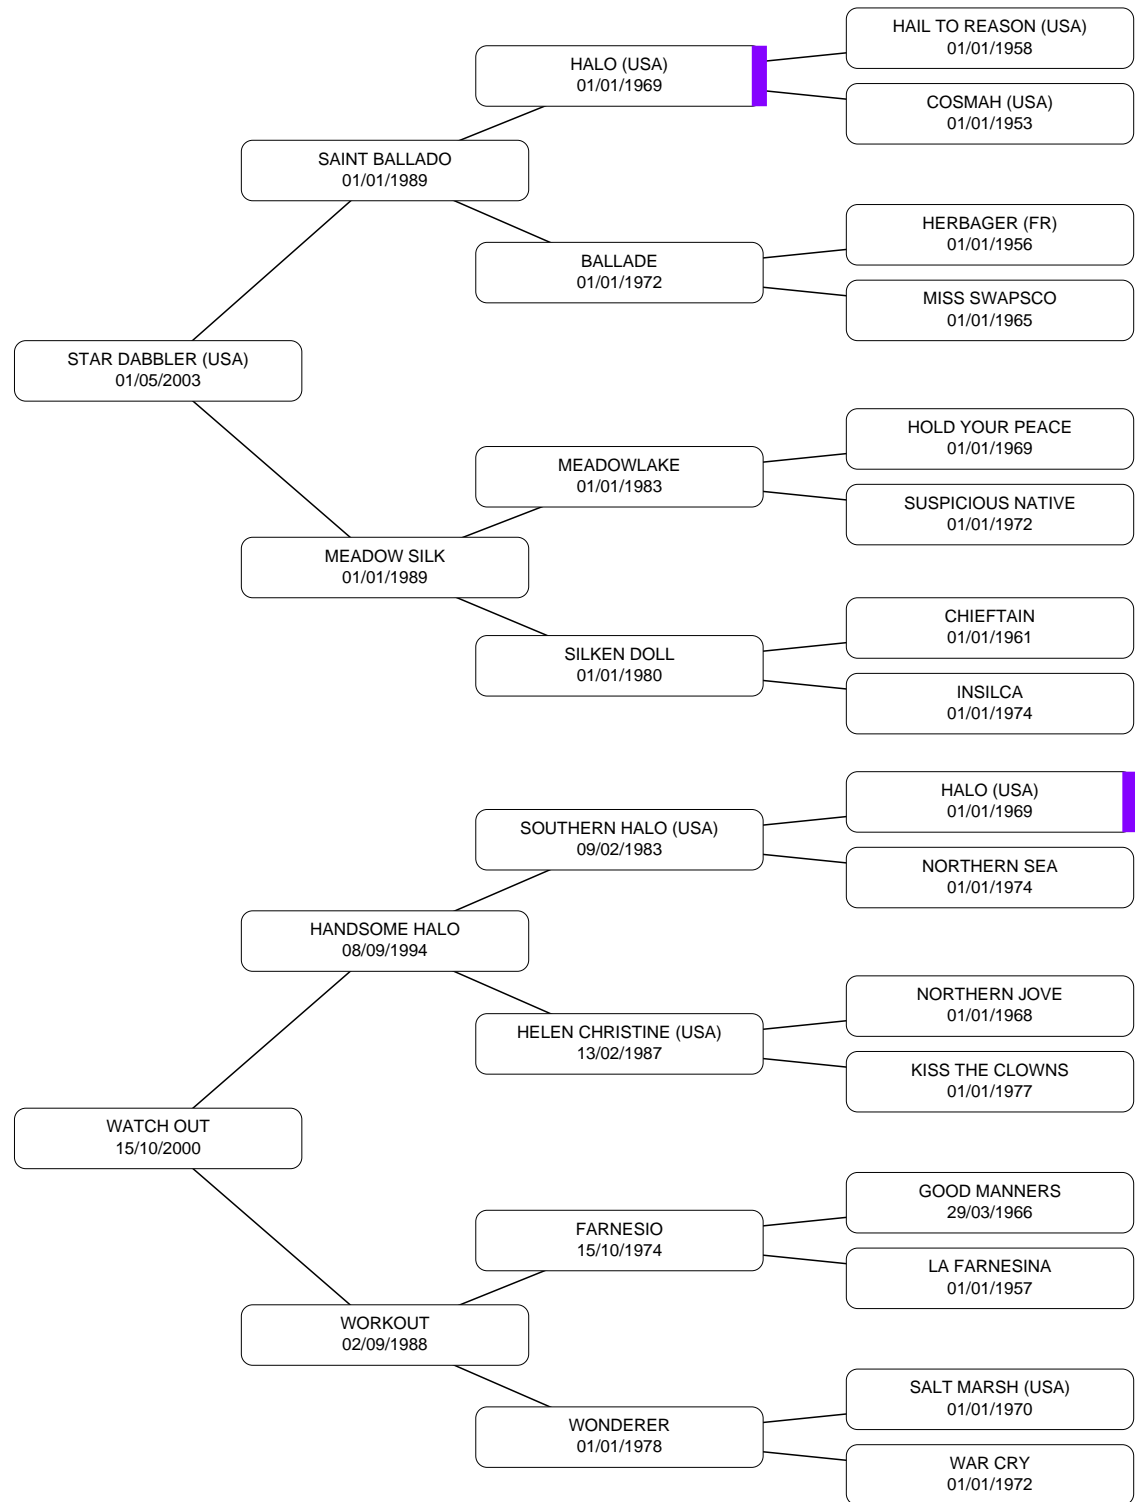 HAIL TO REASON (USA)
01/01/1958
HALO (USA)
01/01/1969
COSMAH (USA)
01/01/1953
SAINT BALLADO
01/01/1989
HERBAGER (FR)
01/01/1956
BALLADE
01/01/1972
MISS SWAPSCO
01/01/1965
STAR DABBLER (USA)
01/05/2003
HOLD YOUR PEACE
01/01/1969
MEADOWLAKE
01/01/1983
SUSPICIOUS NATIVE
01/01/1972
MEADOW SILK
01/01/1989
CHIEFTAIN
01/01/1961
SILKEN DOLL
01/01/1980
INSILCA
01/01/1974
HALO (USA)
01/01/1969
SOUTHERN HALO (USA)
09/02/1983
NORTHERN SEA
01/01/1974
HANDSOME HALO
08/09/1994
NORTHERN JOVE
01/01/1968
HELEN CHRISTINE (USA)
13/02/1987
KISS THE CLOWNS
01/01/1977
WATCH OUT
15/10/2000
GOOD MANNERS
29/03/1966
FARNESIO
15/10/1974
LA FARNESINA
01/01/1957
WORKOUT
02/09/1988
SALT MARSH (USA)
01/01/1970
WONDERER
01/01/1978
WAR CRY
01/01/1972